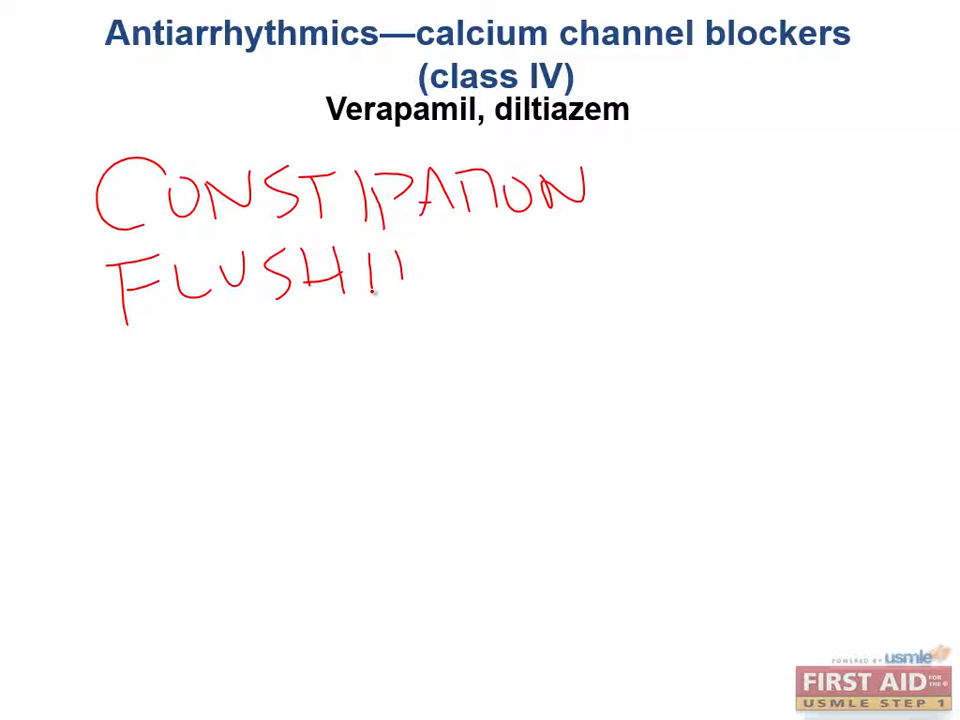 Antiarrhythmics—calcium channel blockers
(class IV)
Verapamil, diltiazem
CONSTIPATION
FLUSHI
POWERED BY usmle
FIRST AID FOR THE
USMLE STEP 1